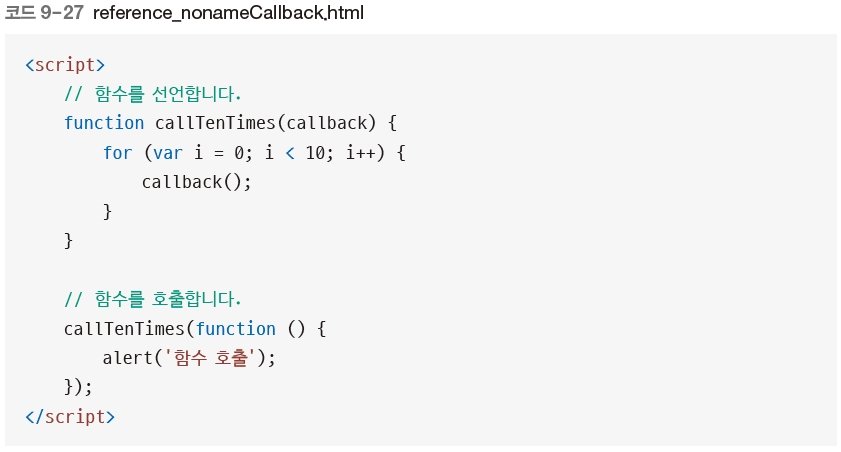 코드 9-27 reference_nonameCallback.html
<script>
// 함수를 선언합니다.
function callTenTimes(callback) {
for (var i = 0; i < 10; i++) {
callback();
}
}
// 함수를 호출합니다.
callTenTimes(function () {
alert('함수 호출');
});
</script>